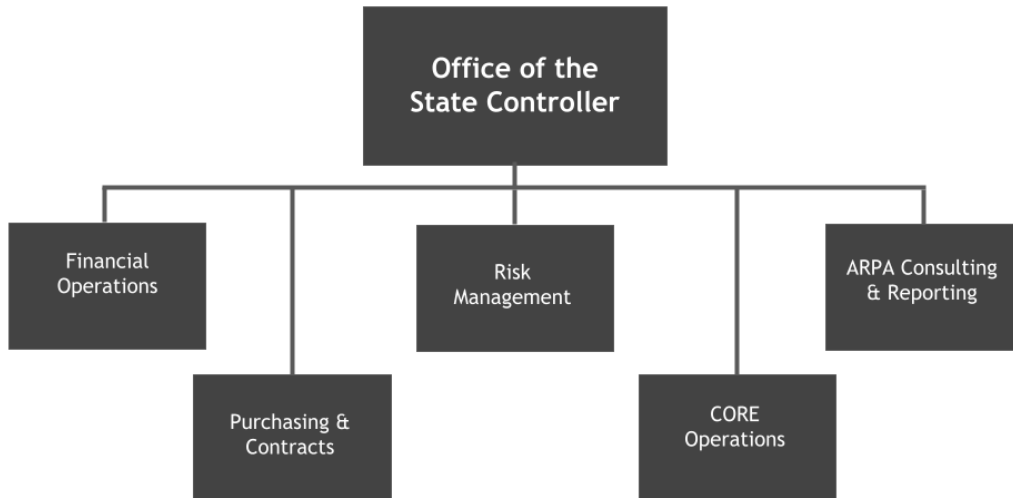 Office of the
State Controller
Financial
Operations
Risk
Management
ARPA Consulting
& Reporting
Purchasing &
Contracts
CORE
Operations